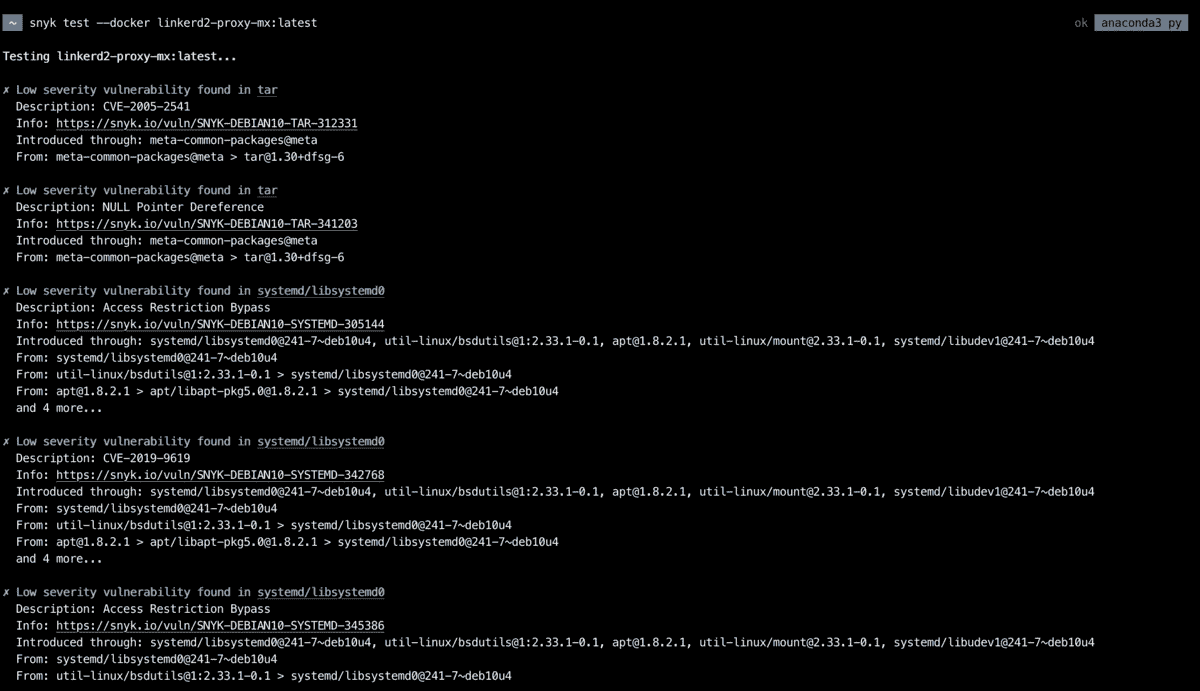 ~ snyk test --docker linkerd2-proxy-mx:latest ok anaconda3 py
Testing linkerd2-proxy-mx:latest...
✗ Low severity vulnerability found in tar
Description: CVE-2005-2541
Info: https://snyk.io/vuln/SNYK-DEBIAN10-TAR-312331
Introduced through: meta-common-packages@meta
From: meta-common-packages@meta > tar@1.30+dfsg-6
✗ Low severity vulnerability found in tar
Description: NULL Pointer Dereference
Info: https://snyk.io/vuln/SNYK-DEBIAN10-TAR-341203
Introduced through: meta-common-packages@meta
From: meta-common-packages@meta > tar@1.30+dfsg-6
✗ Low severity vulnerability found in systemd/libsystemd0
Description: Access Restriction Bypass
Info: https://snyk.io/vuln/SNYK-DEBIAN10-SYSTEMD-305144
Introduced through: systemd/libsystemd0@241-7~deb10u4, util-linux/bsdutils@1:2.33.1-0.1, apt@1.8.2.1, util-linux/mount@2.33.1-0.1, systemd/libudev1@241-7~deb10u4
From: systemd/libsystemd0@241-7~deb10u4
From: util-linux/bsdutils@1:2.33.1-0.1 > systemd/libsystemd0@241-7~deb10u4
From: apt@1.8.2.1 > apt/libapt-pkg5.0@1.8.2.1 > systemd/libsystemd0@241-7~deb10u4
and 4 more...
✗ Low severity vulnerability found in systemd/libsystemd0
Description: CVE-2019-9619
Info: https://snyk.io/vuln/SNYK-DEBIAN10-SYSTEMD-342768
Introduced through: systemd/libsystemd0@241-7~deb10u4, util-linux/bsdutils@1:2.33.1-0.1, apt@1.8.2.1, util-linux/mount@2.33.1-0.1, systemd/libudev1@241-7~deb10u4
From: systemd/libsystemd0@241-7~deb10u4
From: util-linux/bsdutils@1:2.33.1-0.1 > systemd/libsystemd0@241-7~deb10u4
From: apt@1.8.2.1 > apt/libapt-pkg5.0@1.8.2.1 > systemd/libsystemd0@241-7~deb10u4
and 4 more...
✗ Low severity vulnerability found in systemd/libsystemd0
Description: Access Restriction Bypass
Info: https://snyk.io/vuln/SNYK-DEBIAN10-SYSTEMD-345386
Introduced through: systemd/libsystemd0@241-7~deb10u4, util-linux/bsdutils@1:2.33.1-0.1, apt@1.8.2.1, util-linux/mount@2.33.1-0.1, systemd/libudev1@241-7~deb10u4
From: systemd/libsystemd0@241-7~deb10u4
From: util-linux/bsdutils@1:2.33.1-0.1 > systemd/libsystemd0@241-7~deb10u4